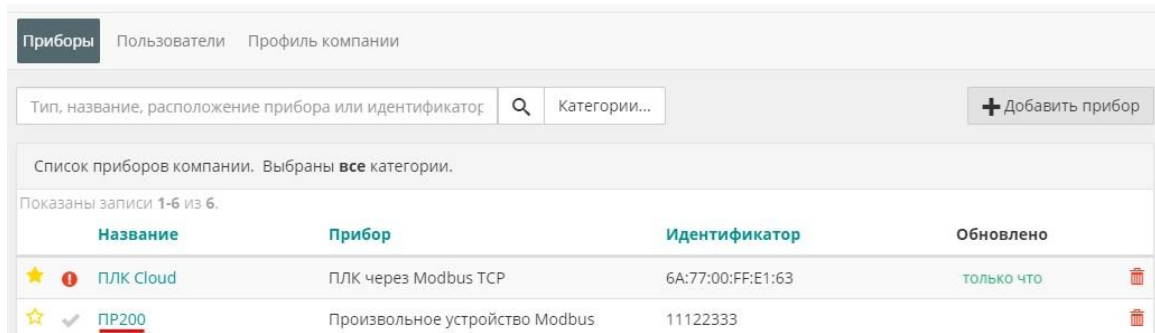 Приборы Пользователи Профиль компании
Тип, название, расположение прибора или идентификатор Категории... Добавить прибор
Список приборов компании. Выбраны все категории.
Показаны записи 1-6 из 6.
Название Прибор Идентификатор Обновлено
ПЛК Cloud ПЛК через Modbus TCP 6A:77:00:FF:E1:63 только что
ПР200 Произвольное устройство Modbus 11122333